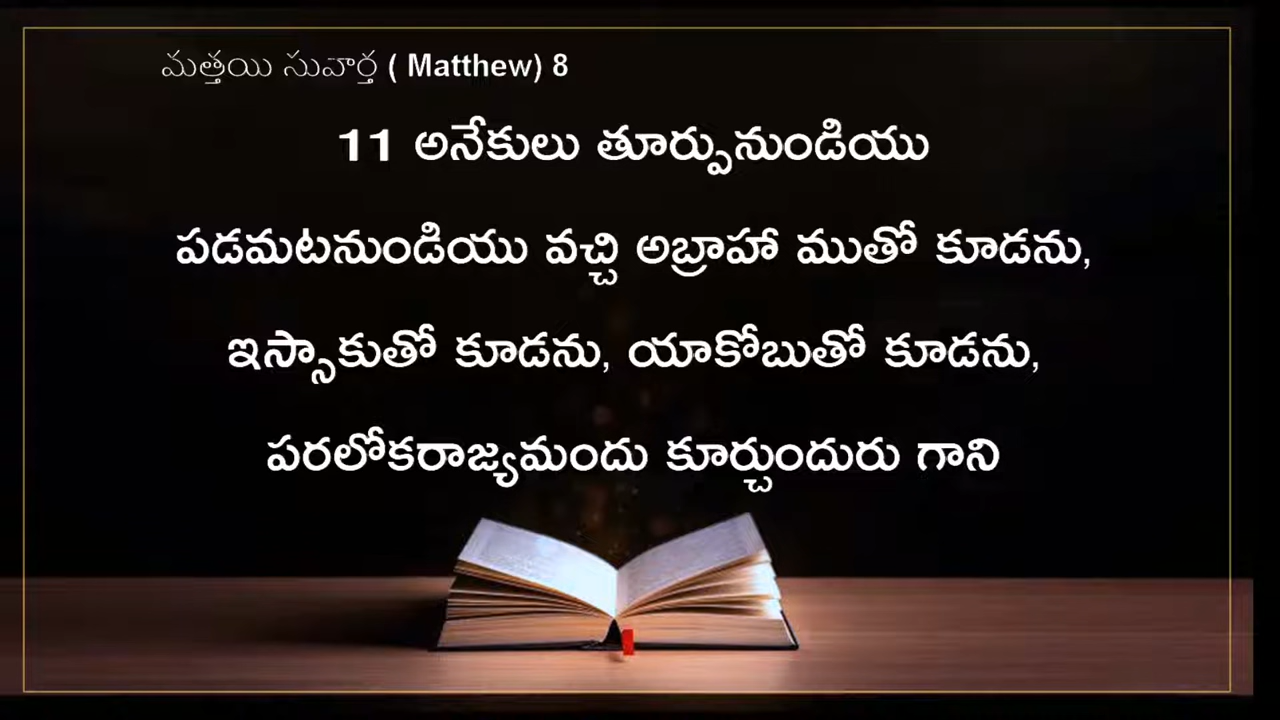 మత్తయి సువార్త ( Matthew) 8
11 అనేకులు తూర్పునుండియు
పడమటనుండియు వచ్చి అబ్రాహా ముతో కూడను,
ఇస్సాకుతో కూడను, యాకోబుతో కూడను,
పరలోకరాజ్యమందు కూర్చుందురు గాని